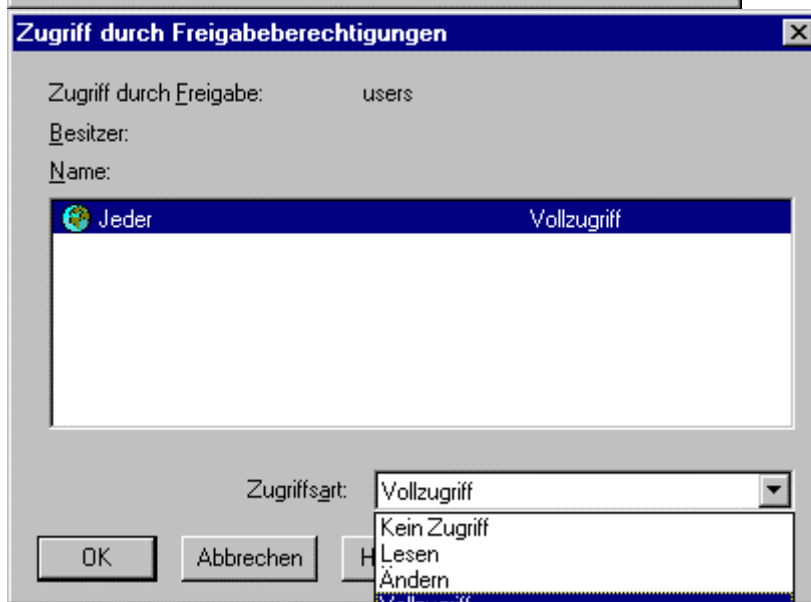 Zugriff durch Freigabeberechtigungen
Zugriff durch Freigabe: users
Besitzer:
Name:
Jeder Vollzugriff
Zugriffsart: Vollzugriff
Kein Zugriff
OK Abbrechen Lesen
Ändern
Vollzugriff